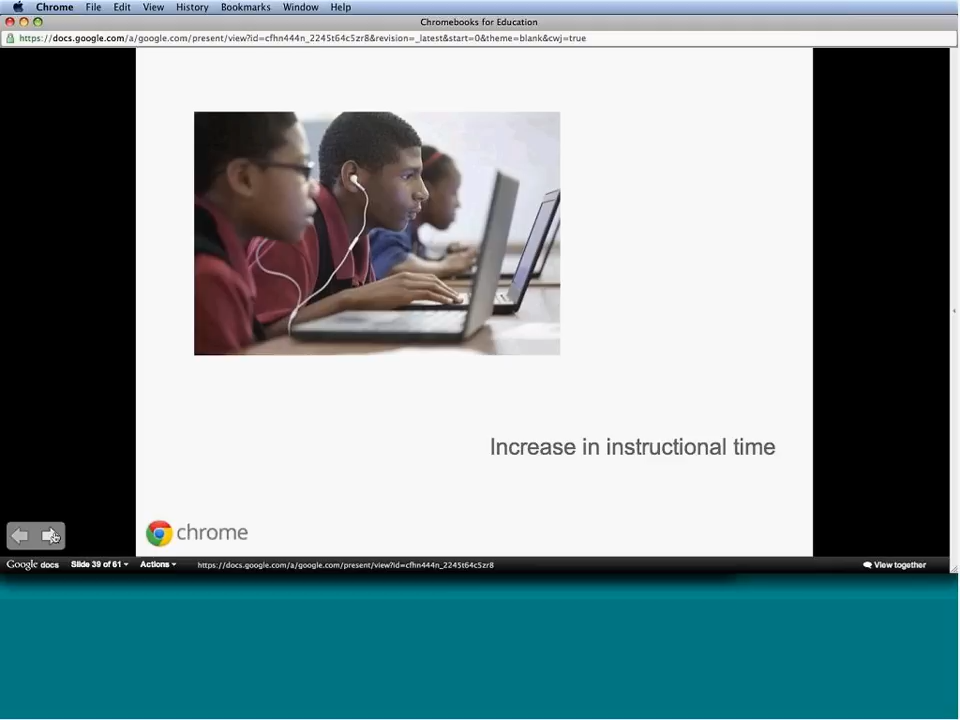 Chrome File Edit View History Bookmarks Window Help
Chromebooks for Education
https://docs.google.com/a/google.com/present/view?id=cfhn444n_2245t64c5zr8&revision=_latest&start=0&theme=blank&cwj=true
Increase in instructional time
chrome
Google docs Slide 39 of 61 Actions https://docs.google.com/a/google.com/present/view?id=cfhn444n_2245t64c5zr8 View together